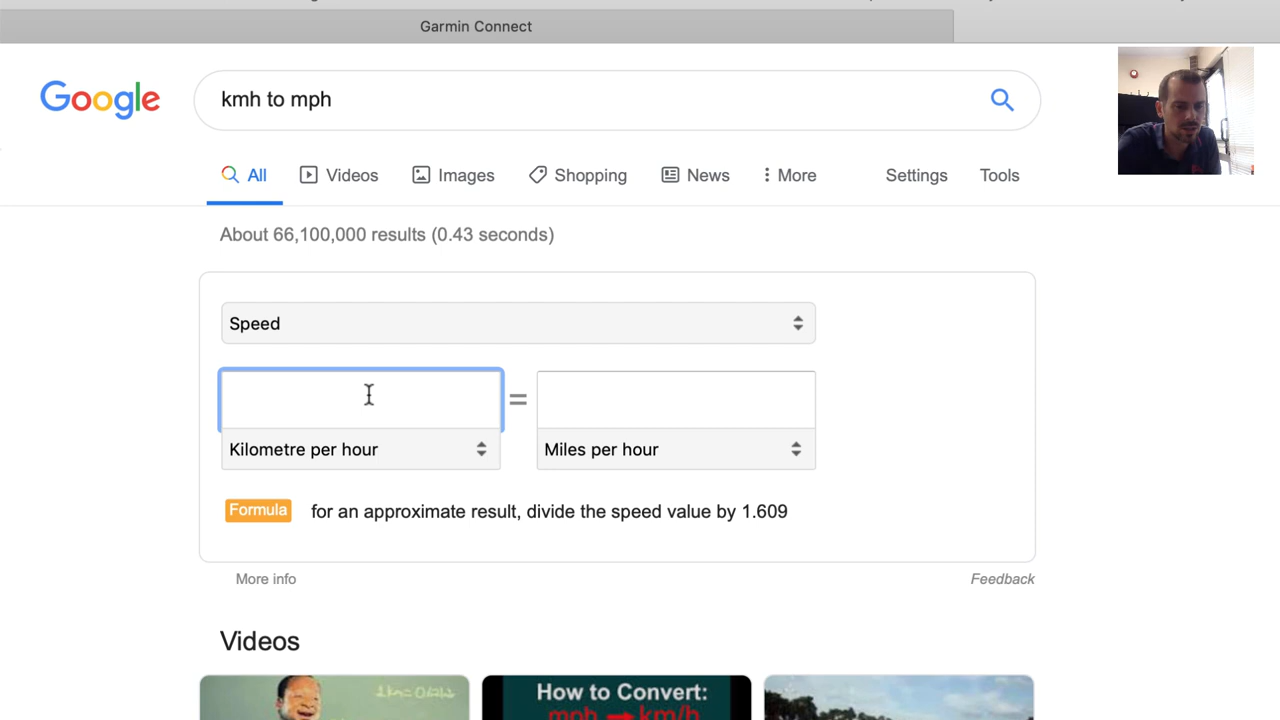 Garmin Connect
Google
kmh to mph
All Videos Images Shopping News More Settings Tools
About 66,100,000 results (0.43 seconds)
Speed
=
Kilometre per hour Miles per hour
Formula for an approximate result, divide the speed value by 1.609
More info Feedback
Videos
How to Convert:
mph km/h